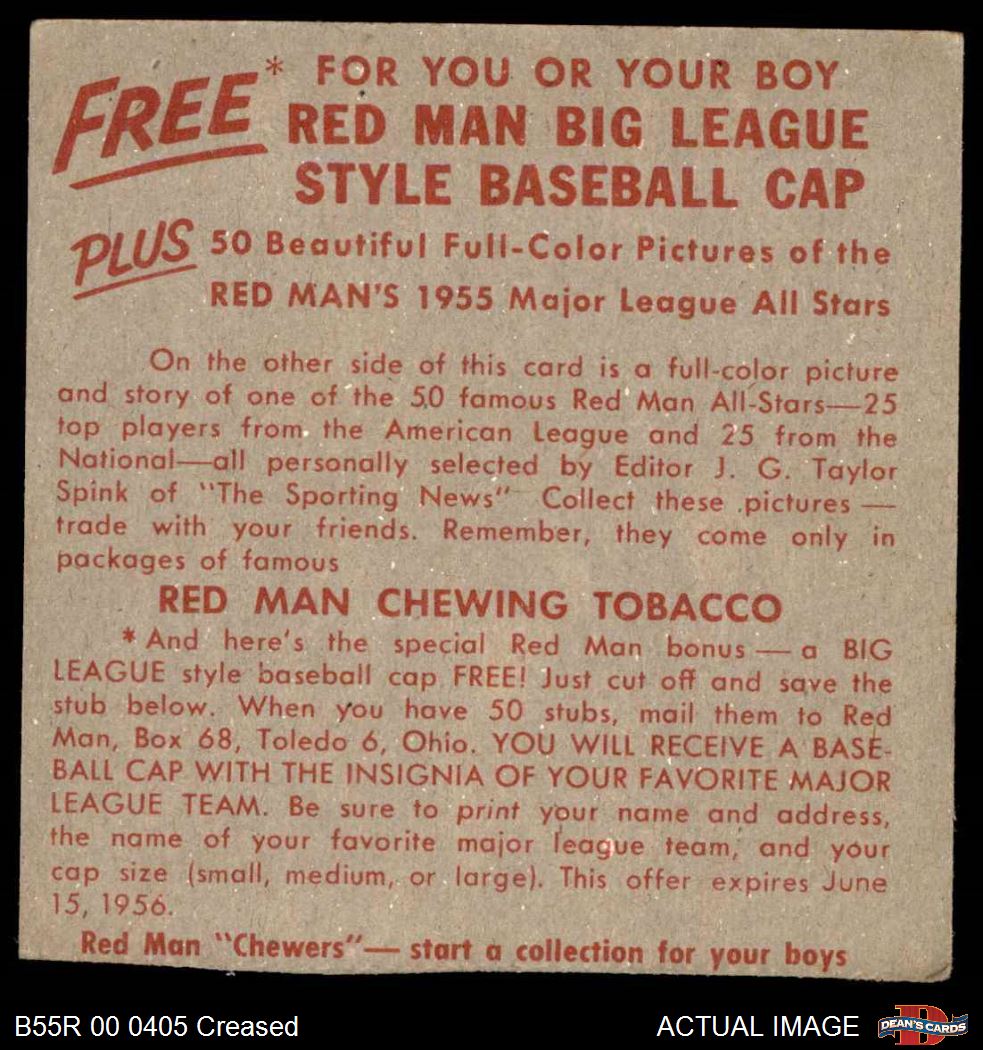 FREE* FOR YOU OR YOUR BOY
RED MAN BIG LEAGUE
STYLE BASEBALL CAP
PLUS 50 Beautiful Full-Color Pictures of the
RED MAN'S 1955 Major League All Stars
On the other side of this card is a full-color picture
and story of one of the 50 famous Red Man All-Stars—25
top players from the American League and 25 from the
National—all personally selected by Editor J. G. Taylor
Spink of "The Sporting News" Collect these pictures —
trade with your friends. Remember, they come only in
packages of famous
RED MAN CHEWING TOBACCO
* And here's the special Red Man bonus — a BIG
LEAGUE style baseball cap FREE! Just cut off and save the
stub below. When you have 50 stubs, mail them to Red
Man, Box 68, Toledo 6, Ohio. YOU WILL RECEIVE A BASE-
BALL CAP WITH THE INSIGNIA OF YOUR FAVORITE MAJOR
LEAGUE TEAM. Be sure to print your name and address,
the name of your favorite major league team, and your
cap size (small, medium, or large). This offer expires June
15, 1956.
Red Man "Chewers"— start a collection for your boys
B55R 00 0405 Creased
ACTUAL IMAGE
D
DEAN'S CARDS